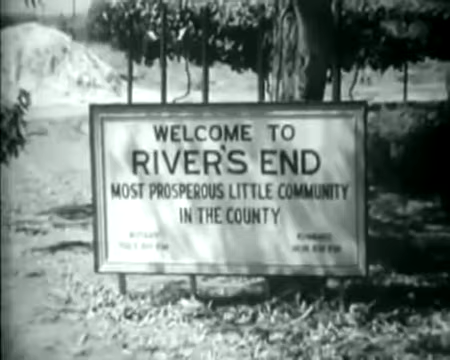 WELCOME TO
RIVER'S END
MOST PROSPEROUS LITTLE COMMUNITY
IN THE COUNTY